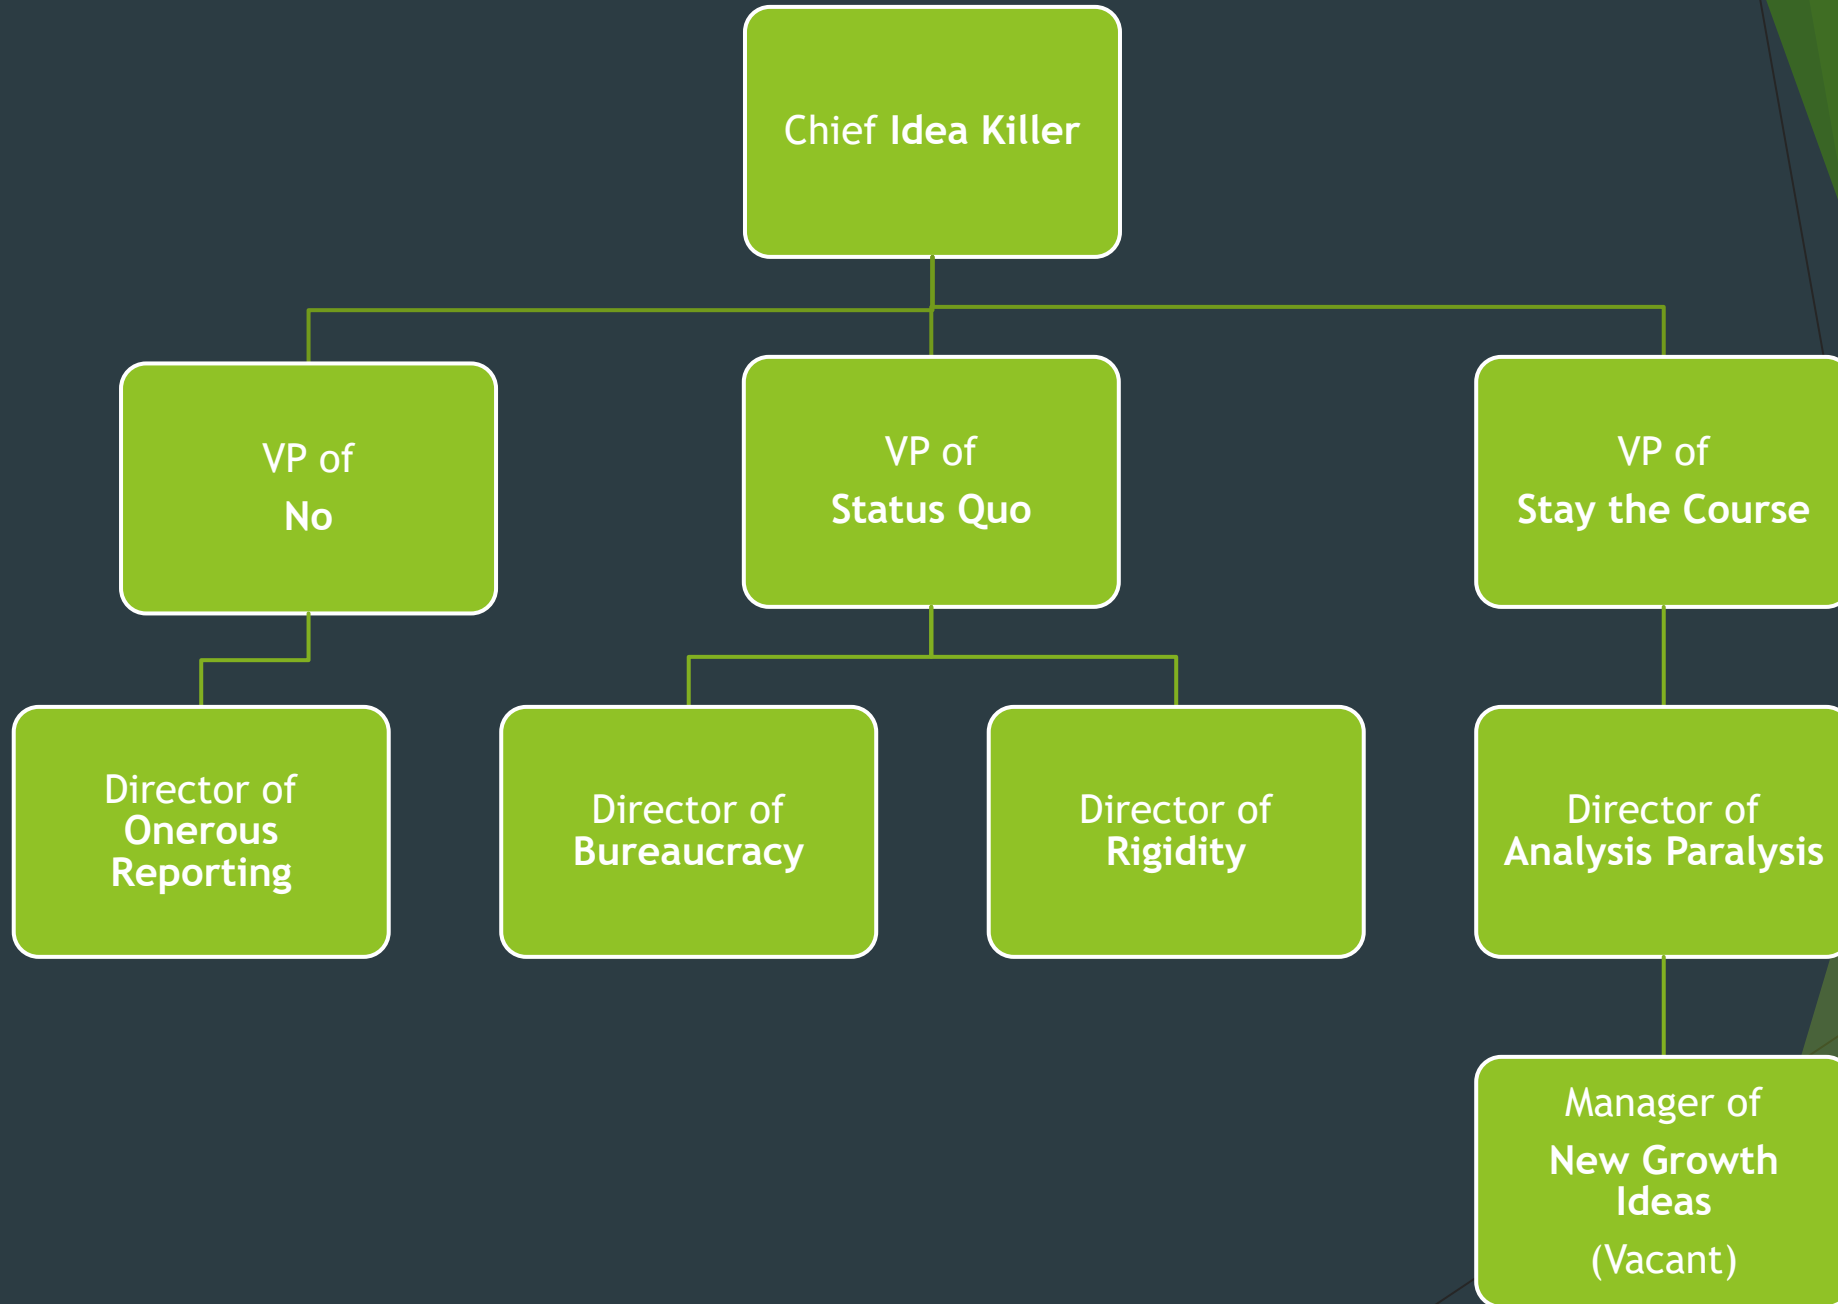 Chief Idea Killer
VP of
No
VP of
Status Quo
VP of
Stay the Course
Director of
Onerous
Reporting
Director of
Bureaucracy
Director of
Rigidity
Director of
Analysis Paralysis
Manager of
New Growth
Ideas
(Vacant)